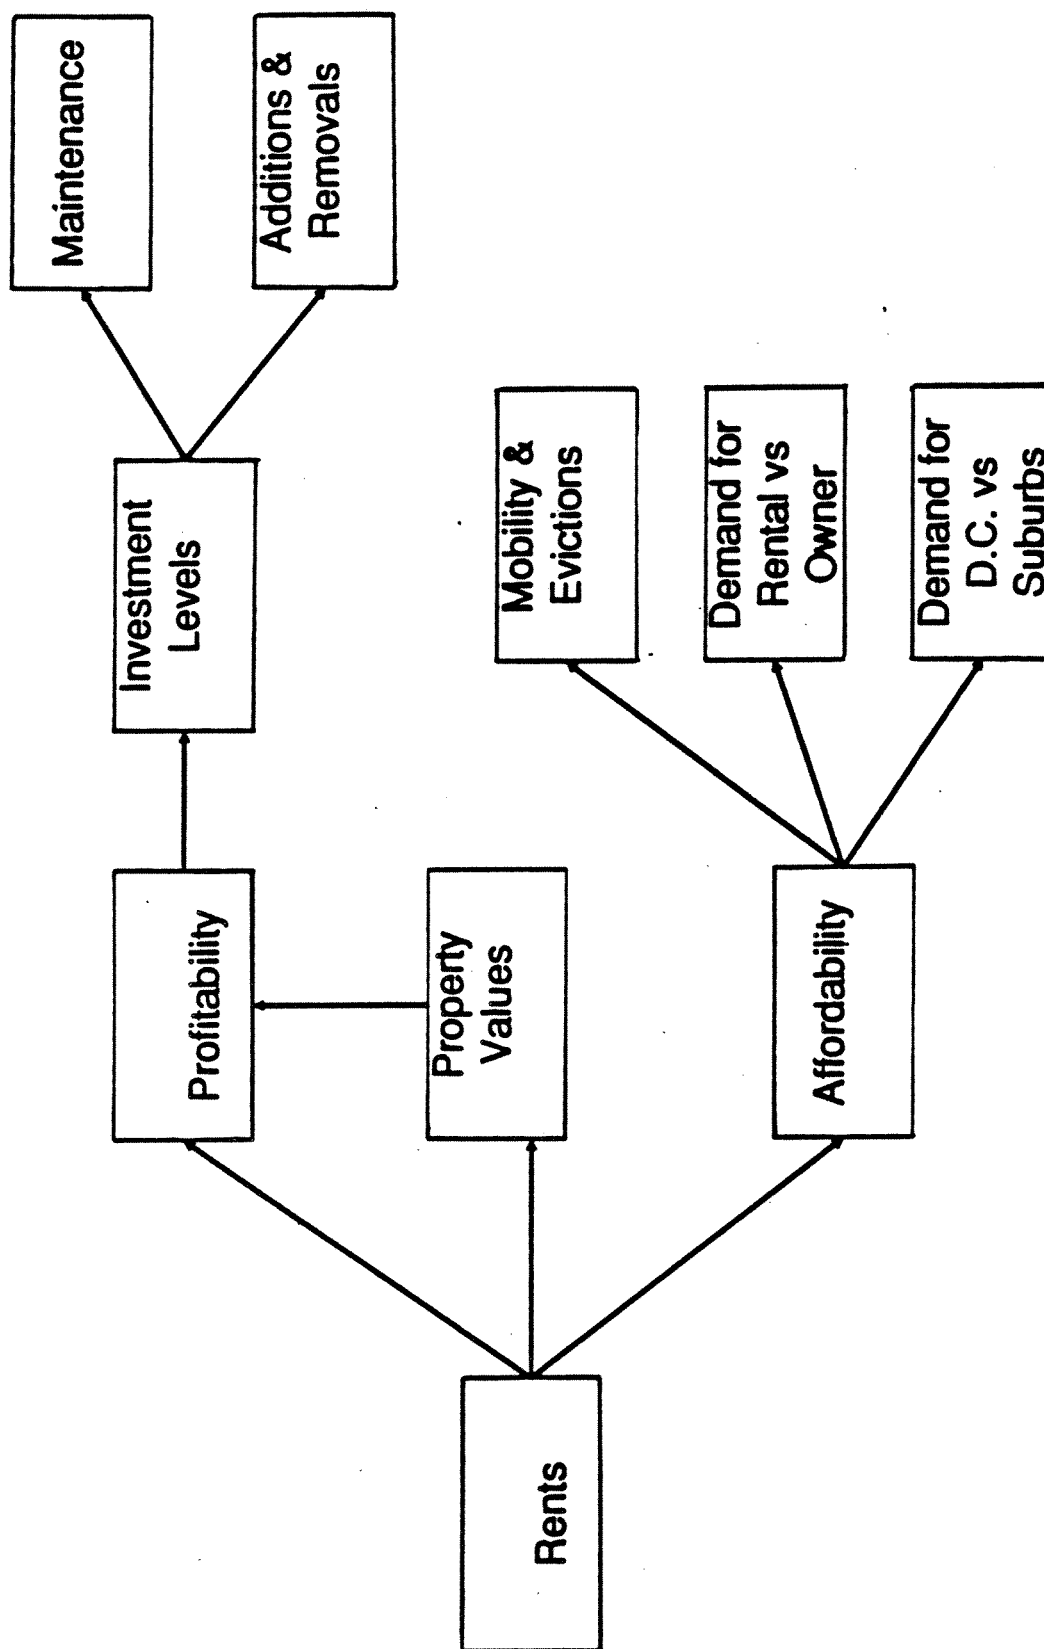 Rents
Profitability
Property
Values
Affordability
Investment
Levels
Maintenance
Additions &
Removals
Mobility &
Evictions
Demand for
Rental vs
Owner
Demand for
D.C. vs
Suburbs